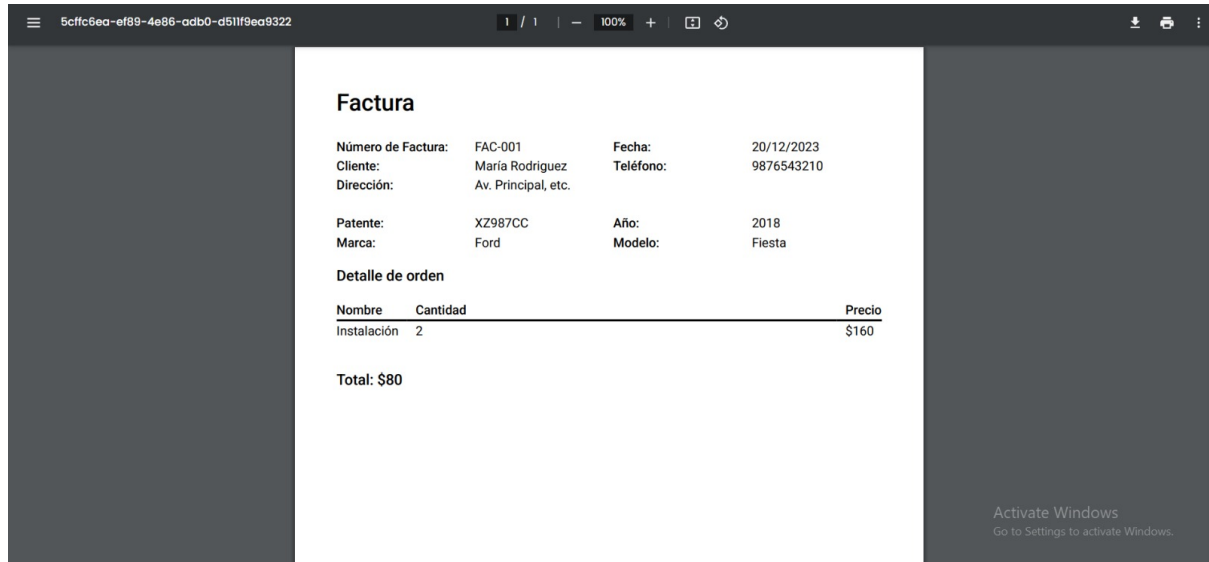 5cffc6ea-ef89-4e86-adb0-d511f9ea9322 1 / 1 100%
Factura
Número de Factura: FAC-001 Fecha: 20/12/2023
Cliente: María Rodriguez Teléfono: 9876543210
Dirección: Av. Principal, etc.
Patente: XZ987CC Año: 2018
Marca: Ford Modelo: Fiesta
Detalle de orden
Nombre Cantidad Precio
Instalación 2 $160
Total: $80
Activate Windows
Go to Settings to activate Windows.